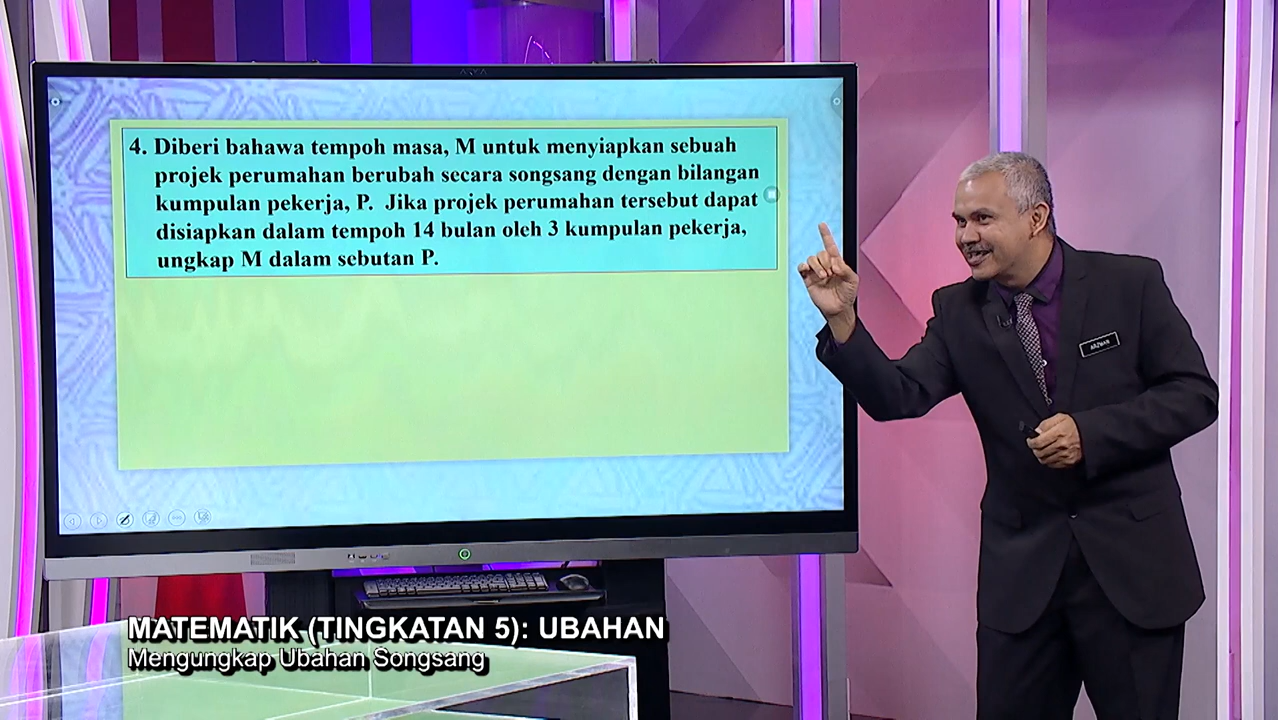 4. Diberi bahawa tempoh masa, M untuk menyiapkan sebuah
projek perumahan berubah secara songsang dengan bilangan
kumpulan pekerja, P. Jika projek perumahan tersebut dapat
disiapkan dalam tempoh 14 bulan oleh 3 kumpulan pekerja,
ungkap M dalam sebutan P.
AZMAN
MATEMATIK (TINGKATAN 5): UBAHAN
Mengungkap Ubahan Songsang